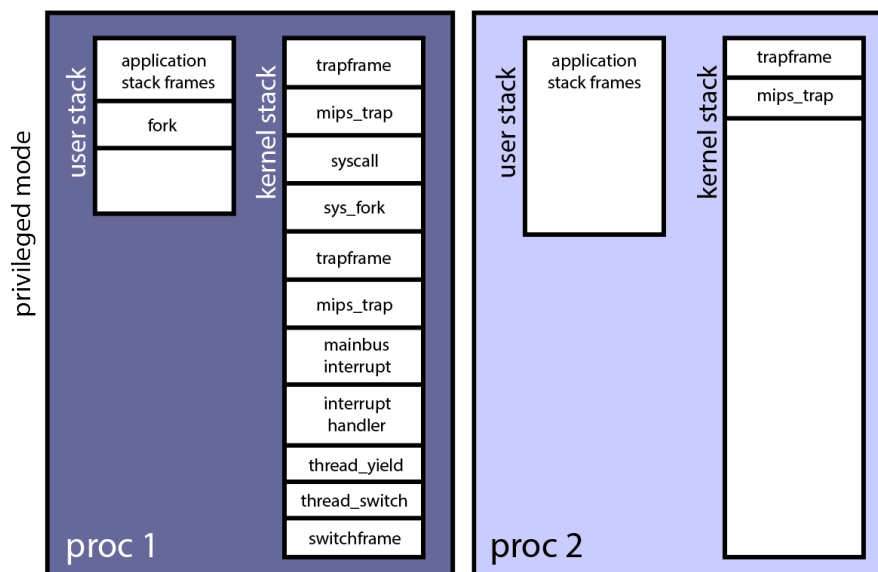 privileged mode
user stack
application
stack frames
fork
kernel stack
trapframe
mips_trap
syscall
sys_fork
trapframe
mips_trap
mainbus
interrupt
interrupt
handler
thread_yield
thread_switch
switchframe
proc 1
user stack
application
stack frames
kernel stack
trapframe
mips_trap
proc 2